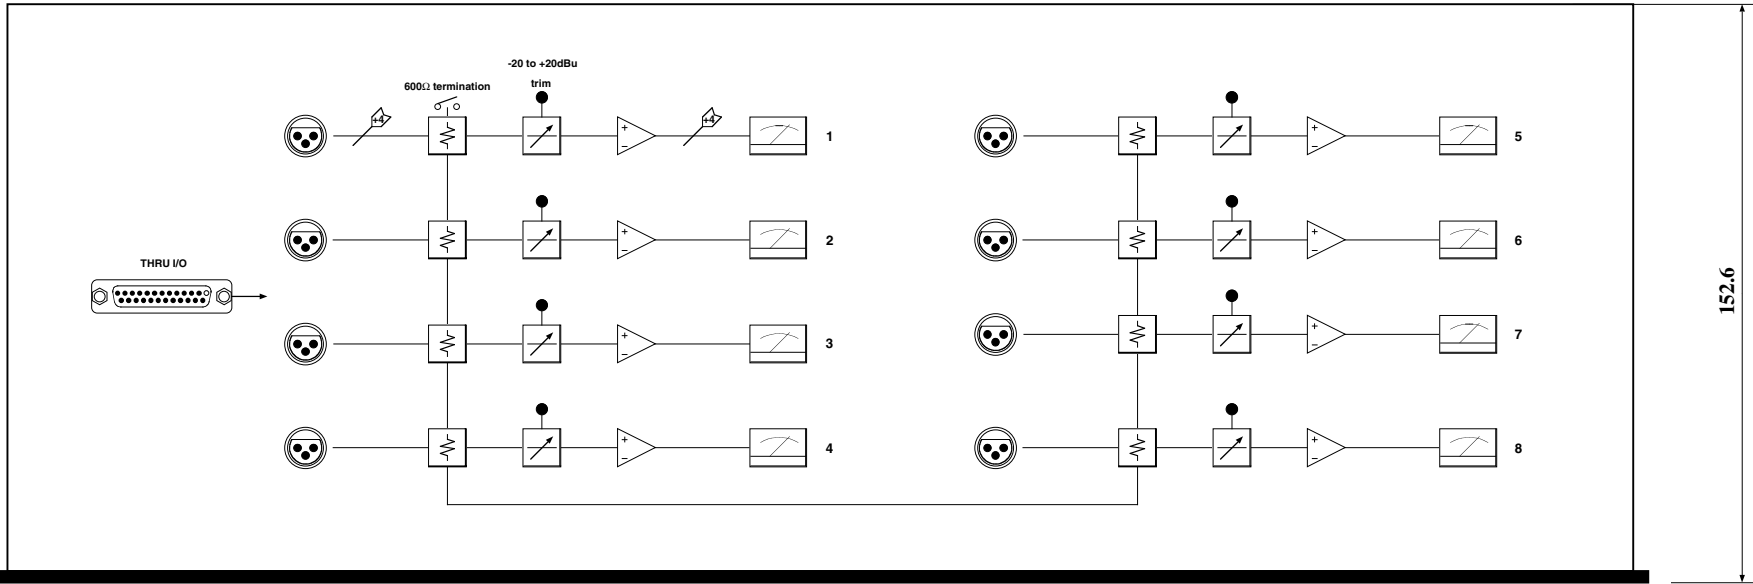 -20 to +20dBu
trim
600Ω termination
+4
+4
1
5
2
6
THRU I/O
152.6
3
7
4
8